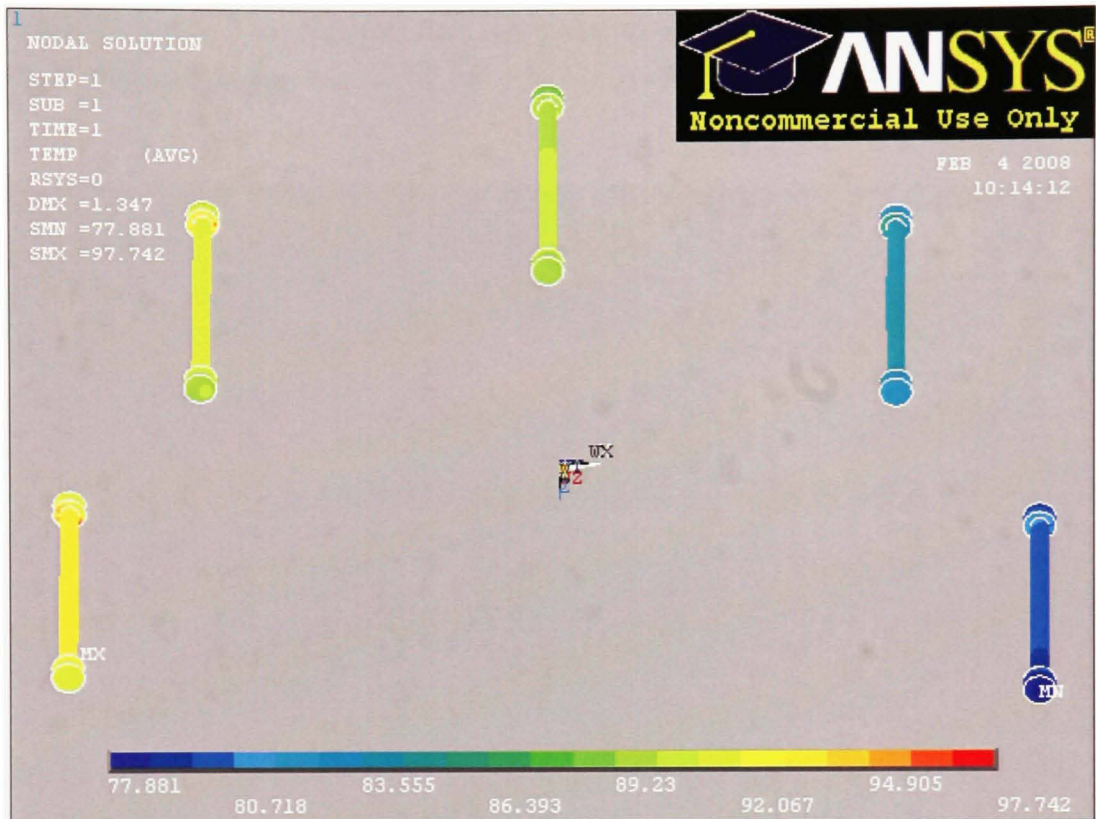 1
NODAL SOLUTION
STEP=1
SUB =1
TIME=1
TEMP (AVG)
RSYS=0
DMX =1.347
SMN =77.881
SMX =97.742
ANSYS®
Noncommercial Use Only
FEB 4 2008
10:14:12
WX
MX
MN
77.881 83.555 89.23 94.905
80.718 86.393 92.067 97.742